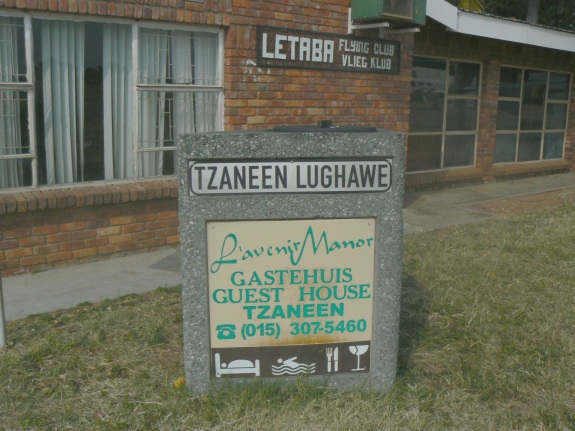 LETABA FLYING CLUB
VLIEG KLUB
TZANEEN LUGHAWE
L'avenir Manor
GASTEHUIS
GUEST HOUSE
TZANEEN
(015) 307-5460